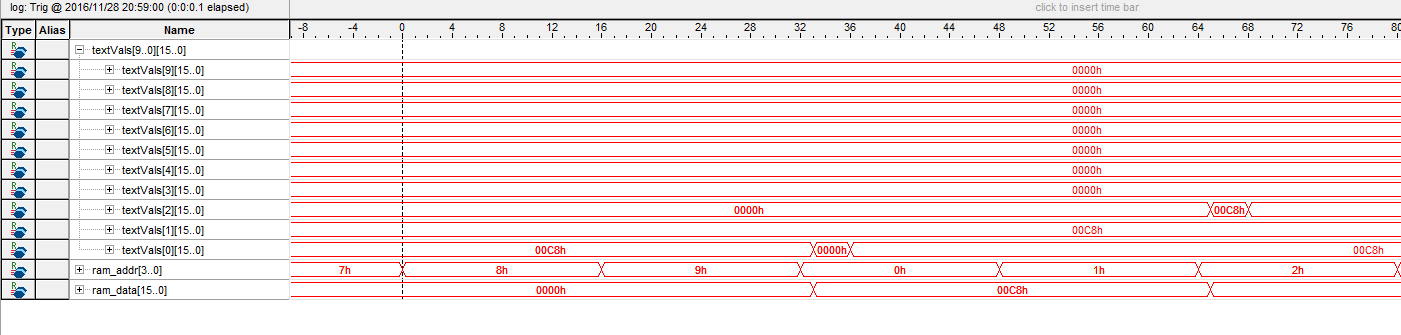 log: Trig @ 2016/11/28 20:59:00 (0:0:0.1 elapsed) click to insert time bar
Type Alias Name -8 -4 0 4 8 12 16 20 24 28 32 36 40 44 48 52 56 60 64 68 72 76 80
R textVals[9..0][15..0]
R textVals[9][15..0] 0000h
R textVals[8][15..0] 0000h
R textVals[7][15..0] 0000h
R textVals[6][15..0] 0000h
R textVals[5][15..0] 0000h
R textVals[4][15..0] 0000h
R textVals[3][15..0] 0000h
R textVals[2][15..0] 0000h 00C8h
R textVals[1][15..0] 00C8h
R textVals[0][15..0] 00C8h 0000h 00C8h
R ram_addr[3..0] 7h 8h 9h 0h 1h 2h
R ram_data[15..0] 0000h 00C8h